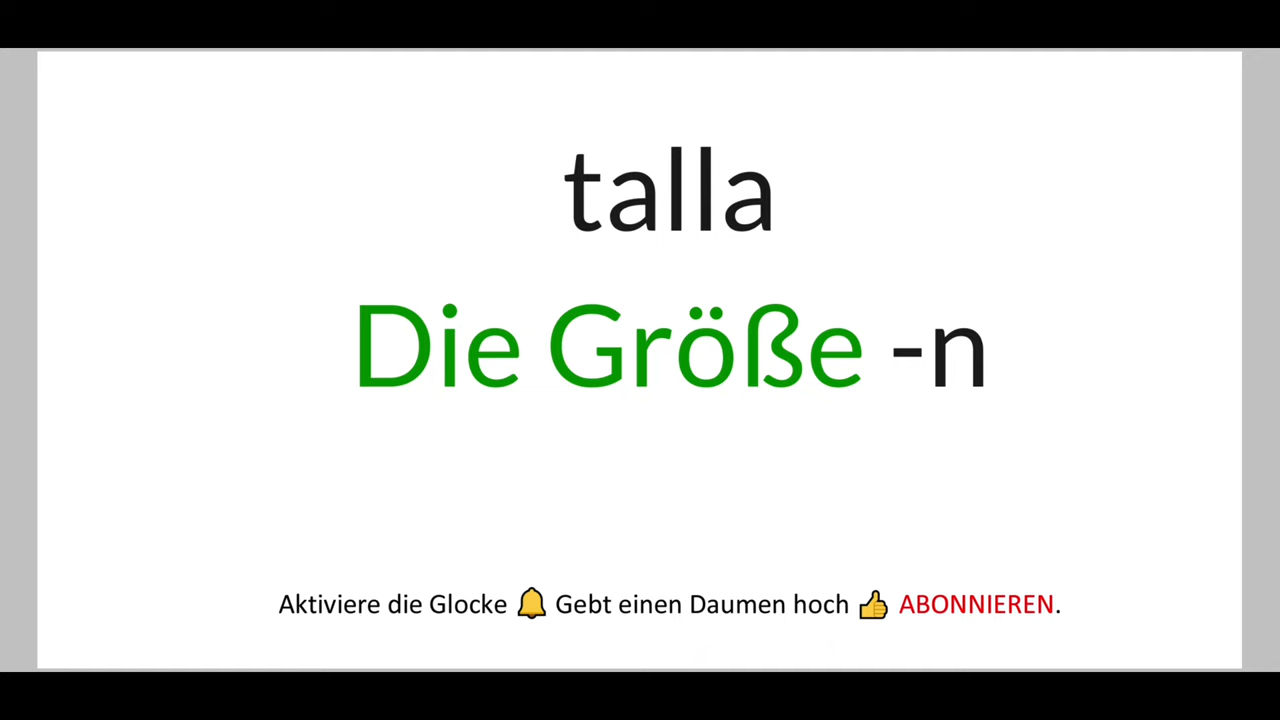 talla
Die Größe -n
Aktiviere die Glocke 🔔 Gebt einen Daumen hoch 👍 ABONNIEREN.